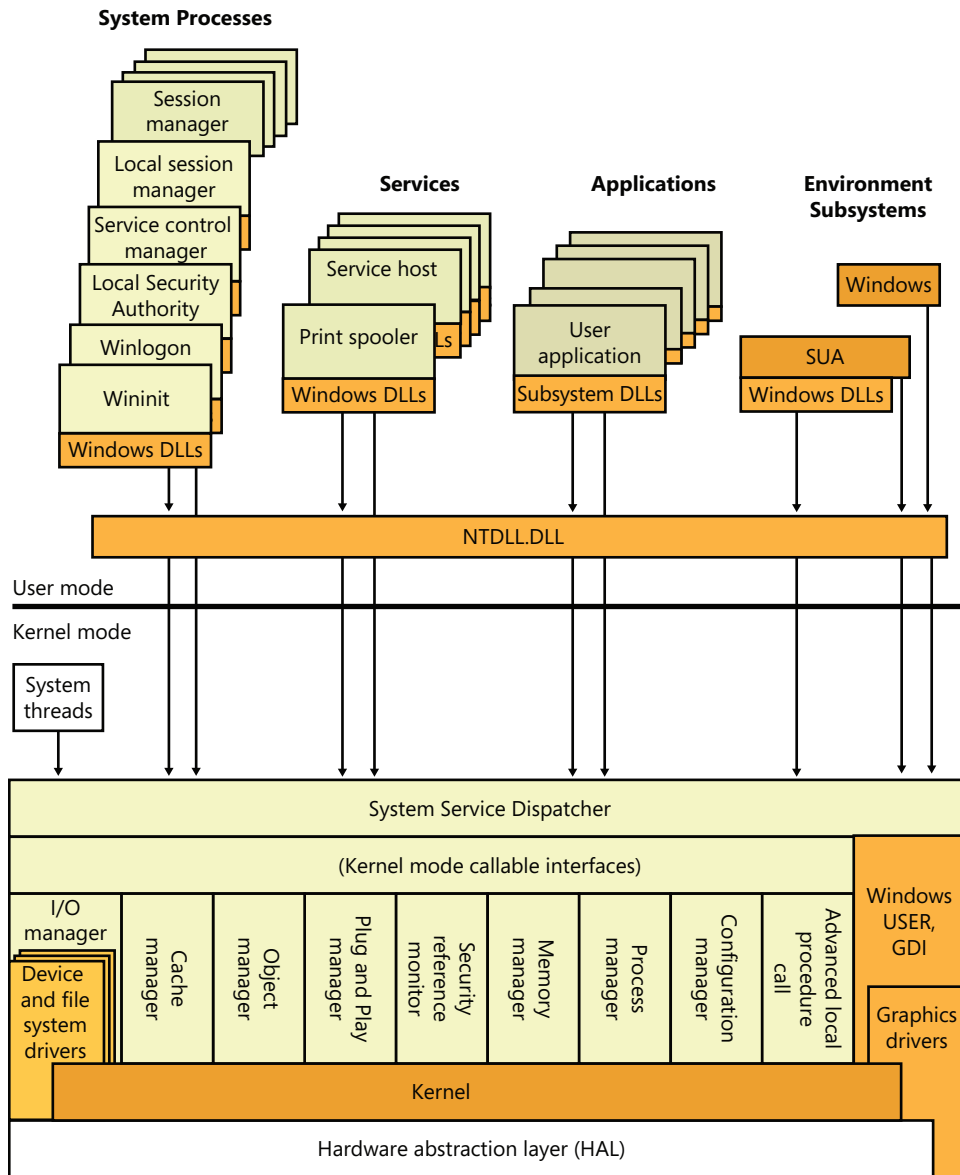 System Processes
Session
manager
Local session
manager
Service control
manager
Local Security
Authority
Winlogon
Wininit
Windows DLLs
Services
Service host
Print spooler
Ls
Windows DLLs
Applications
User
application
Subsystem DLLs
Environment
Subsystems
Windows
SUA
Windows DLLs
NTDLL.DLL
User mode
Kernel mode
System
threads
System Service Dispatcher
(Kernel mode callable interfaces)
I/O
manager
Device and file
system
drivers
Cache
manager
Object
manager
Plug and Play
manager
Security
reference
monitor
Memory
manager
Process
manager
Configuration
manager
Advanced local
procedure
call
Windows
USER,
GDI
Graphics
drivers
Kernel
Hardware abstraction layer (HAL)